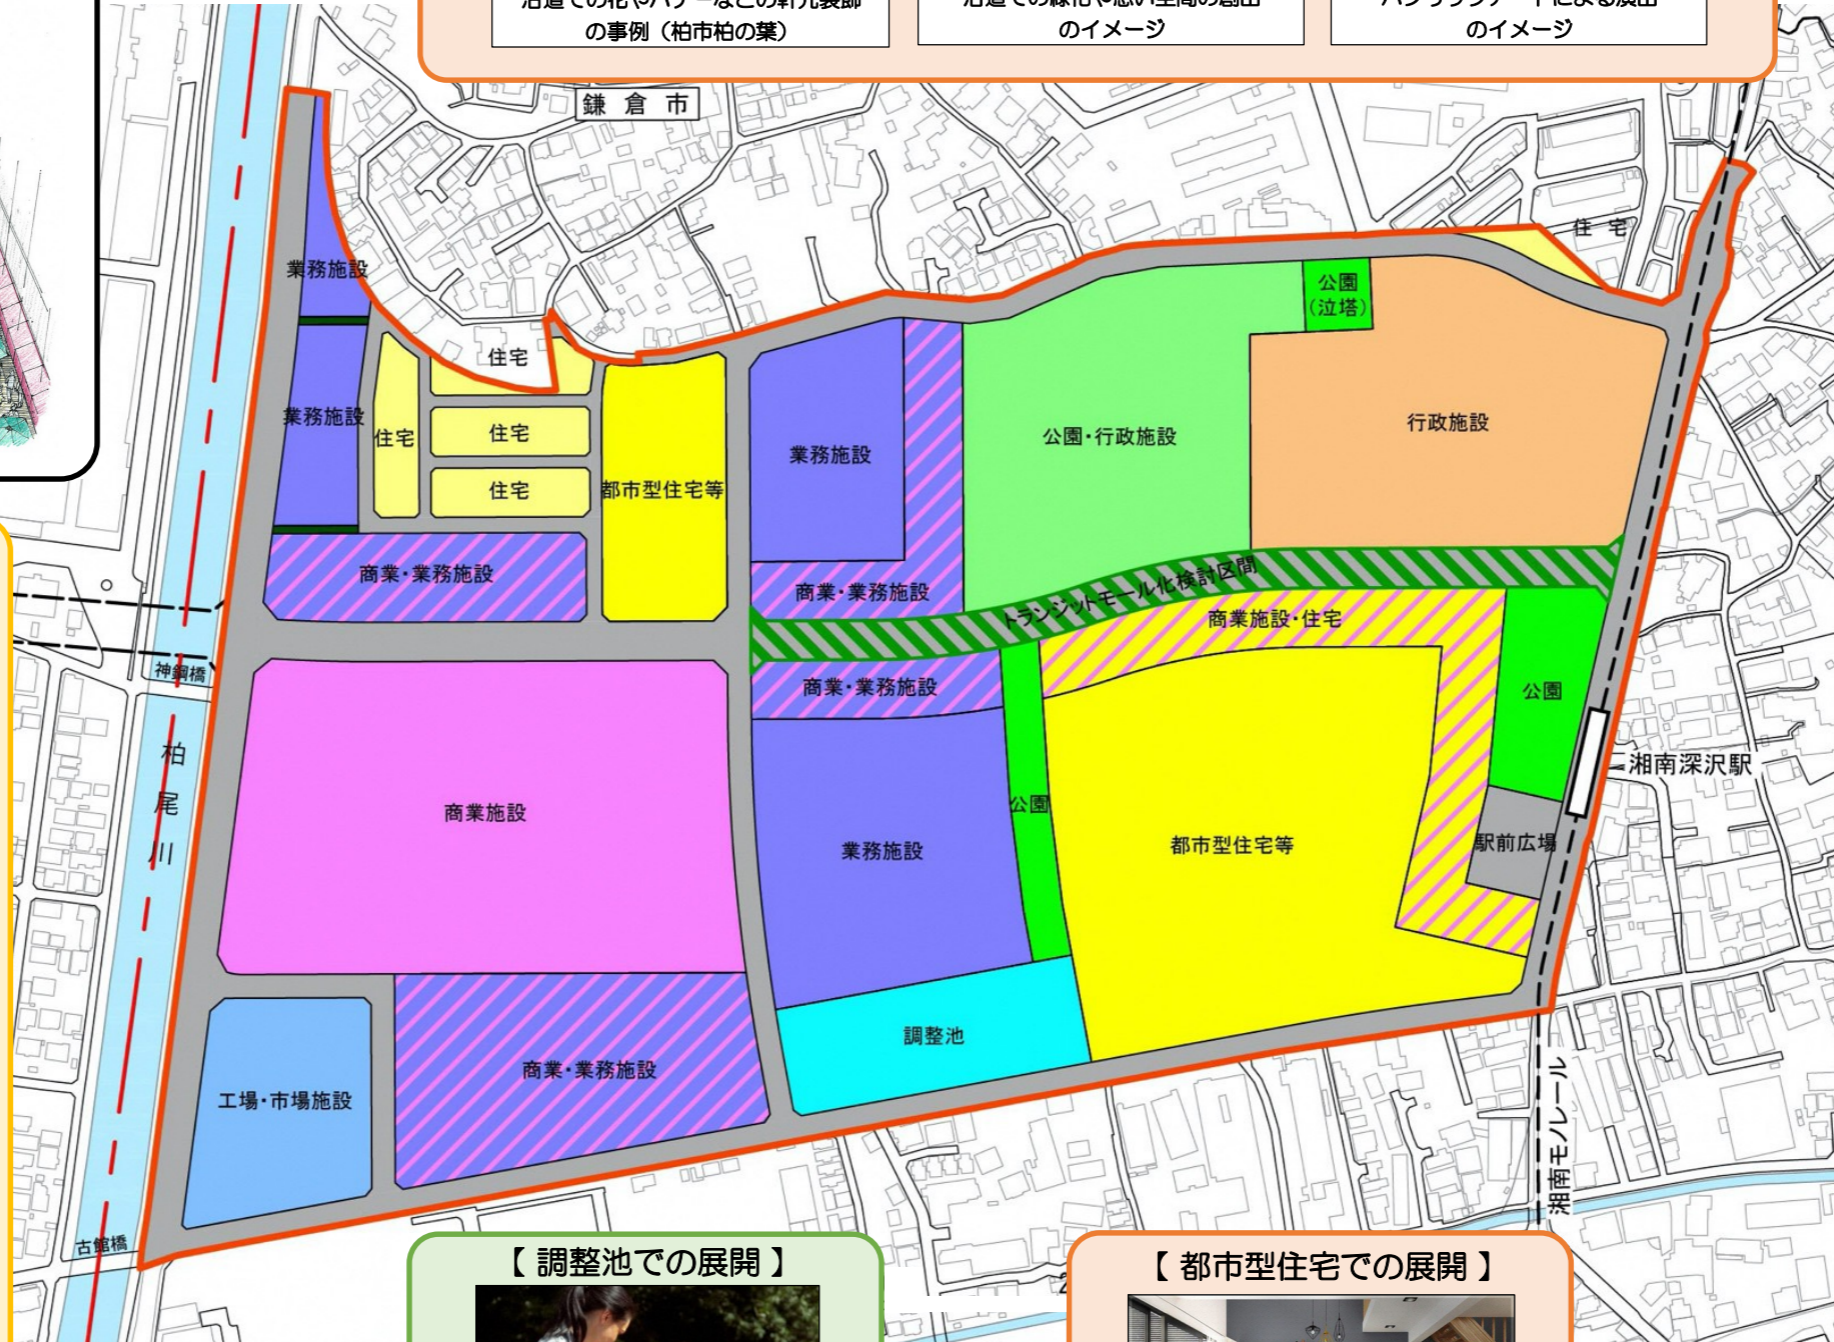 の事例（柏市柏の葉）
のイメージ
のイメージ
鎌倉市
住宅
業務施設
公園
（泣塔）
住宅
業務施設
住宅
住宅
住宅
都市型住宅等
業務施設
公園・行政施設
行政施設
商業・業務施設
商業・業務施設
トランジットモール化検討区間
商業施設・住宅
神鋼橋
商業・業務施設
公園
柏尾川
湘南深沢駅
商業施設
公園
業務施設
都市型住宅等
駅前広場
調整池
商業・業務施設
工場・市場施設
湘南モノレール
古館橋
【 調整池での展開 】
【 都市型住宅での展開 】